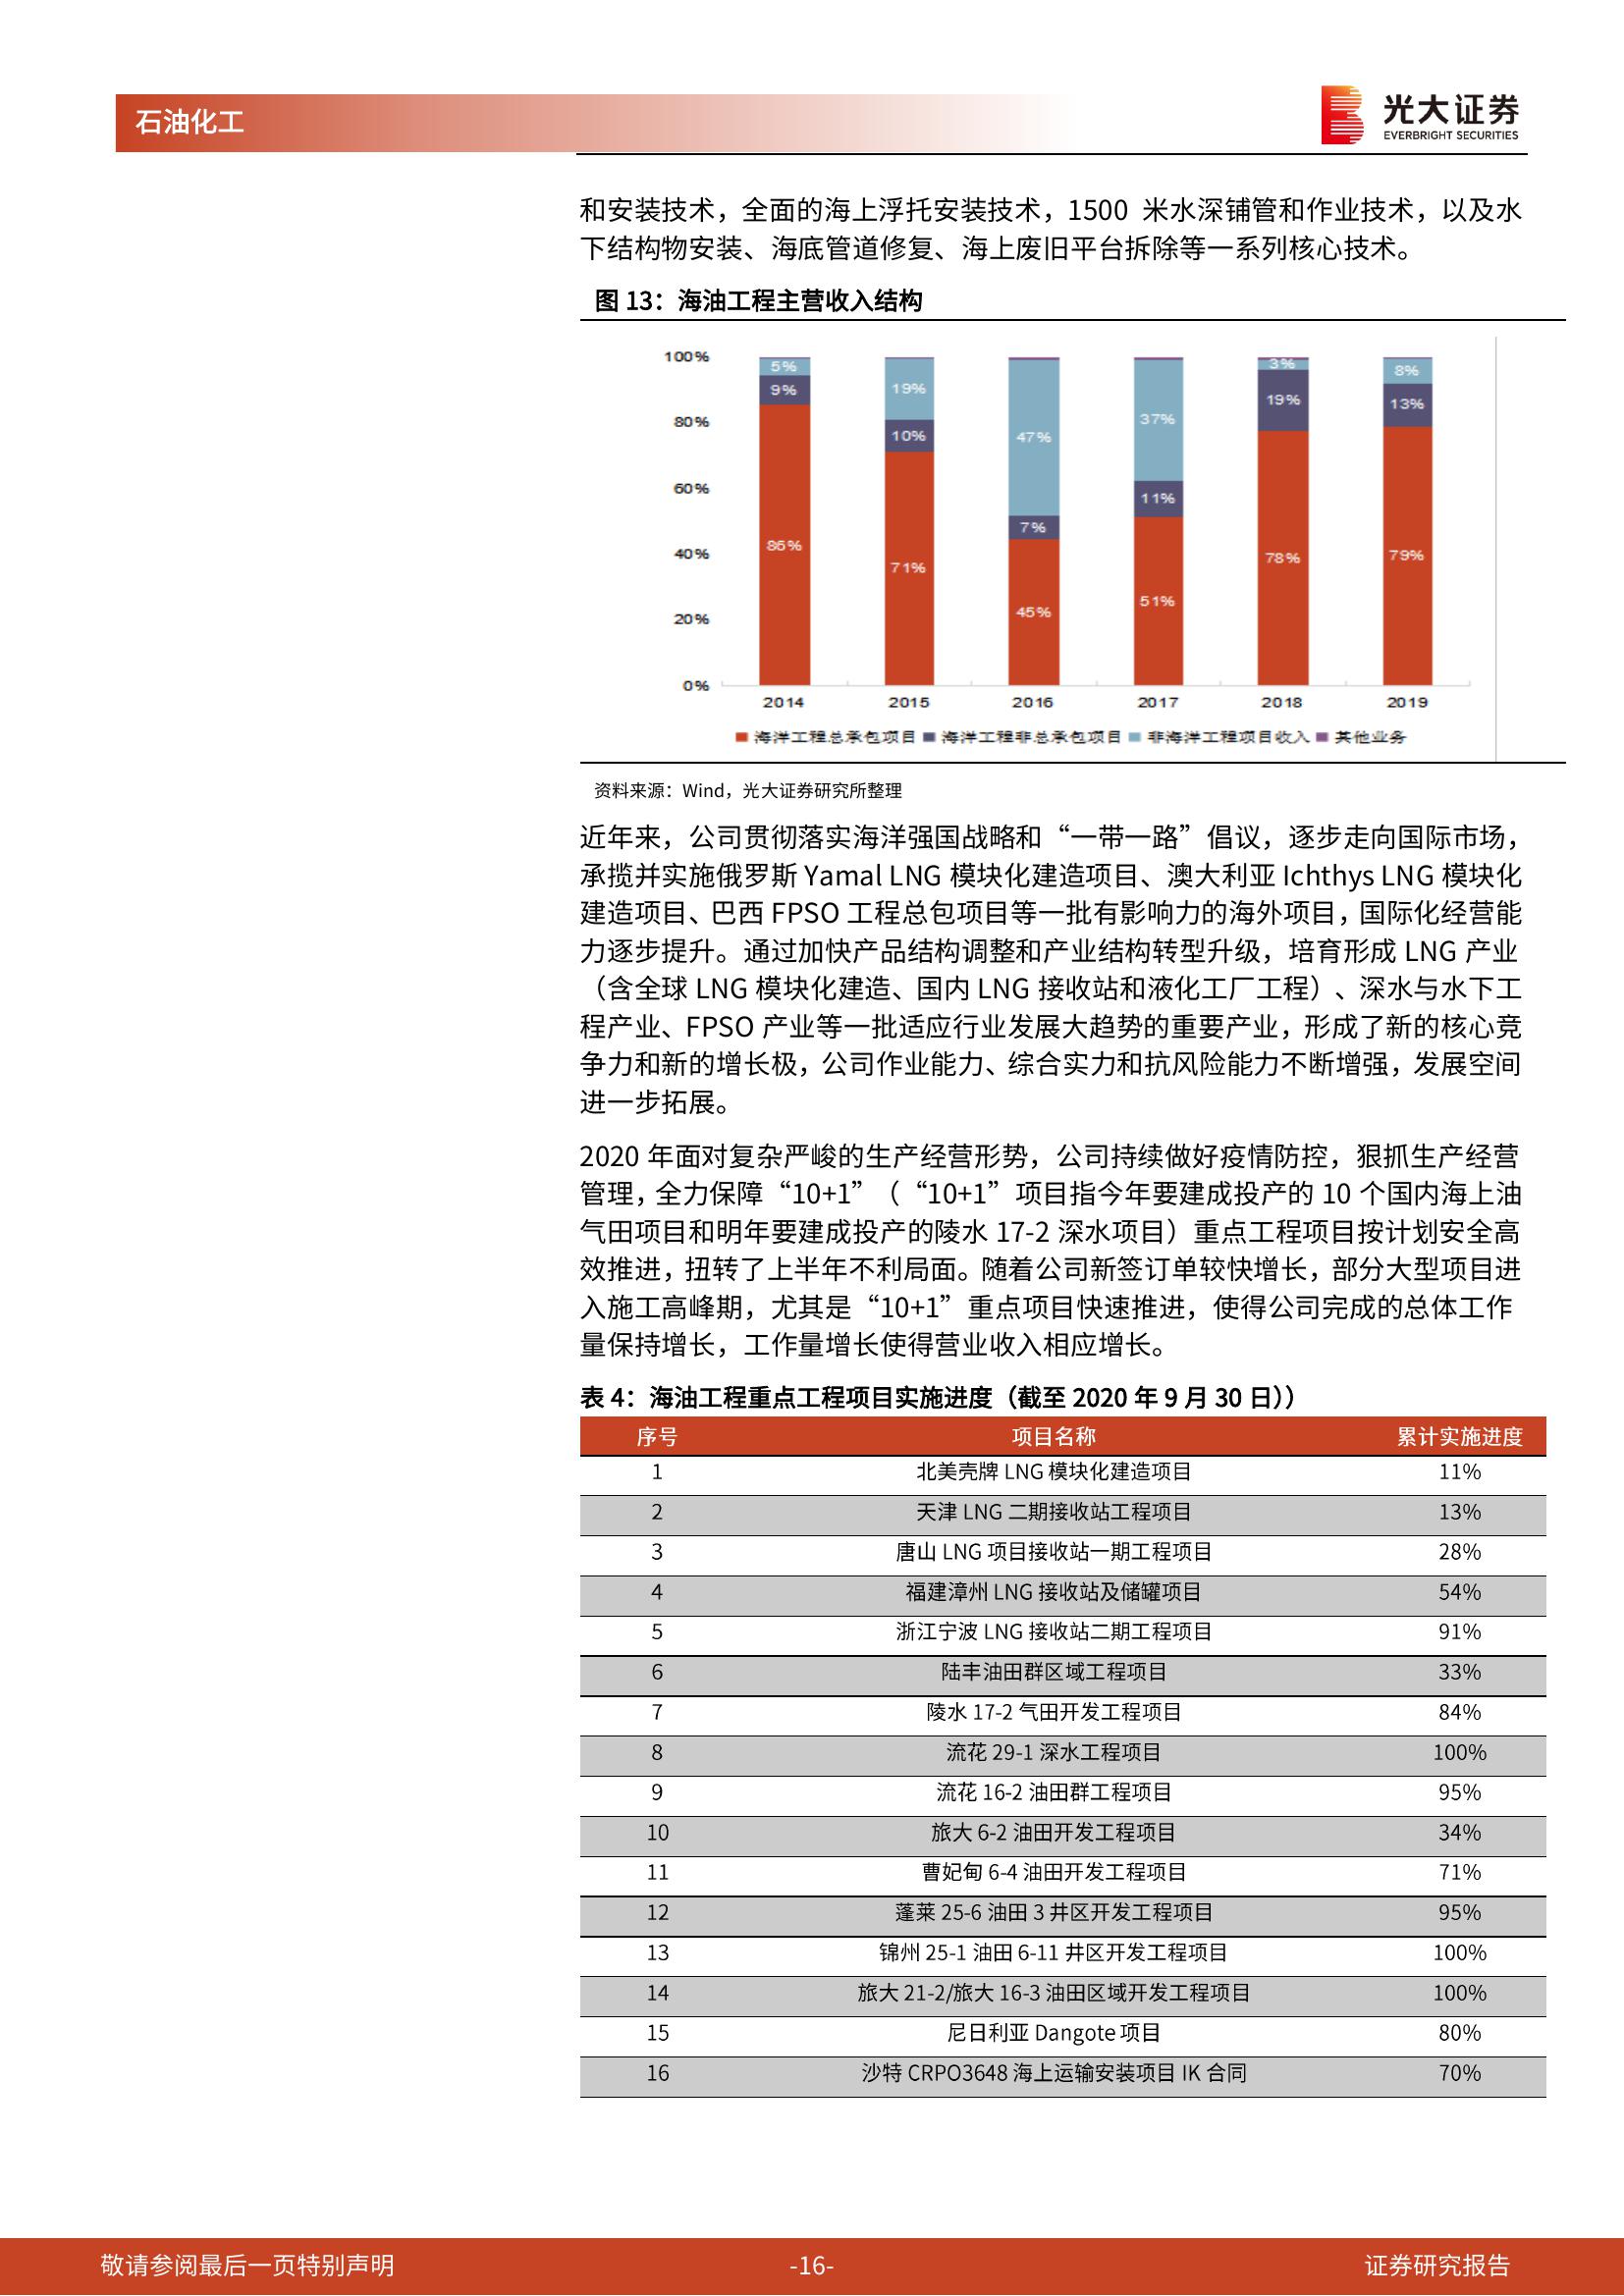 石油化工
光大证券
EVERBRIGHT SECURITIES
和安装技术，全面的海上浮托安装技术，1500 米水深铺管和作业技术，以及水
下结构物安装、海底管道修复、海上废旧平台拆除等一系列核心技术。
图 13：海油工程主营收入结构
100%
80%
60%
40%
20%
0%
5%
9%
86%
19%
10%
71%
47%
7%
45%
37%
11%
51%
3%
19%
78%
8%
13%
79%
2014 2015 2016 2017 2018 2019
海洋工程总承包项目 海洋工程非总承包项目 非海洋工程项目收入 其他业务
资料来源：Wind，光大证券研究所整理
近年来，公司贯彻落实海洋强国战略和“一带一路”倡议，逐步走向国际市场，
承揽并实施俄罗斯 Yamal LNG 模块化建造项目、澳大利亚 Ichthys LNG 模块化
建造项目、巴西 FPSO 工程总包项目等一批有影响力的海外项目，国际化经营能
力逐步提升。通过加快产品结构调整和产业结构转型升级，培育形成 LNG 产业
（含全球 LNG 模块化建造、国内 LNG 接收站和液化工厂工程）、深水与水下工
程产业、FPSO 产业等一批适应行业发展大趋势的重要产业，形成了新的核心竞
争力和新的增长极，公司作业能力、综合实力和抗风险能力不断增强，发展空间
进一步拓展。
2020 年面对复杂严峻的生产经营形势，公司持续做好疫情防控，狠抓生产经营
管理，全力保障“10+1”（“10+1”项目指今年要建成投产的 10 个国内海上油
气田项目和明年要建成投产的陵水 17-2 深水项目）重点工程项目按计划安全高
效推进，扭转了上半年不利局面。随着公司新签订单较快增长，部分大型项目进
入施工高峰期，尤其是“10+1”重点项目快速推进，使得公司完成的总体工作
量保持增长，工作量增长使得营业收入相应增长。
表 4：海油工程重点工程项目实施进度（截至 2020 年 9 月 30 日））
序号 项目名称 累计实施进度
1 北美壳牌 LNG 模块化建造项目 11%
2 天津 LNG 二期接收站工程项目 13%
3 唐山 LNG 项目接收站一期工程项目 28%
4 福建漳州 LNG 接收站及储罐项目 54%
5 浙江宁波 LNG 接收站二期工程项目 91%
6 陆丰油田群区域工程项目 33%
7 陵水 17-2 气田开发工程项目 84%
8 流花 29-1 深水工程项目 100%
9 流花 16-2 油田群工程项目 95%
10 旅大 6-2 油田开发工程项目 34%
11 曹妃甸 6-4 油田开发工程项目 71%
12 蓬莱 25-6 油田 3 井区开发工程项目 95%
13 锦州 25-1 油田 6-11 井区开发工程项目 100%
14 旅大 21-2/旅大 16-3 油田区域开发工程项目 100%
15 尼日利亚 Dangote 项目 80%
16 沙特 CRPO3648 海上运输安装项目 IK 合同 70%
敬请参阅最后一页特别声明 -16- 证券研究报告